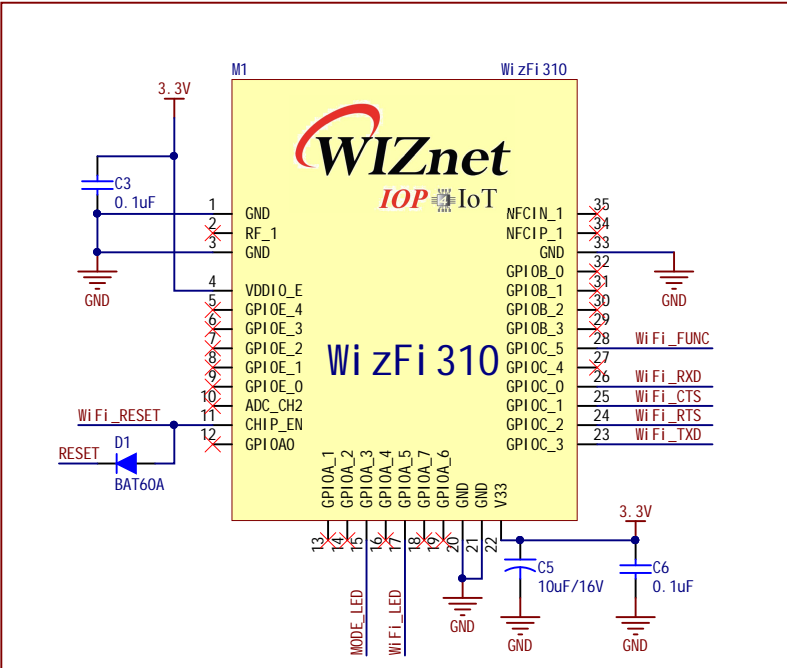 M1 WizFi310
3.3V
WIZnet
IOP IoT
C3
0.1uF
GND
1 GND
2 RF_1
3 GND
4 VDDIO_E
5 GPIOE_4
6 GPIOE_3
7 GPIOE_2
8 GPIOE_1
9 GPIOE_0
10 ADC_CH2
11 CHIP_EN
12 GPIOA0
WiFi_RESET
RESET
D1
BAT60A
WizFi310
NFCIN_1 35
NFCIP_1 34
GND 33
GPIOB_0 32
GPIOB_1 31
GPIOB_2 30
GPIOB_3 29
GPIOC_5 28 WiFi_FUNC
GPIOC_4 27
GPIOC_0 26 WiFi_RXD
GPIOC_1 25 WiFi_CTS
GPIOC_2 24 WiFi_RTS
GPIOC_3 23 WiFi_TXD
GND
GPIOA_1 13
GPIOA_2 14
GPIOA_3 15 MODE_LED
GPIOA_4 16
GPIOA_5 17 WiFi_LED
GPIOA_7 18
GPIOA_6 19
GND 20
GND 21
V33 22
GND
3.3V
C5
10uF/16V
GND
C6
0.1uF
GND